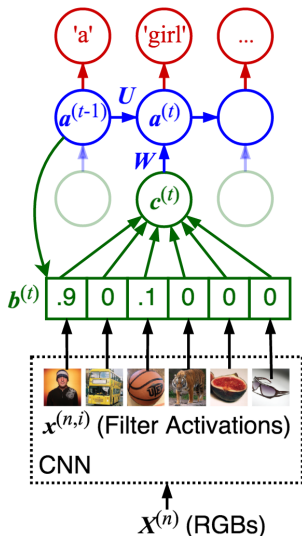 'a' 'girl' ...
U
a(t-1) a(t)
W
c(t)
b(t) .9 0 .1 0 0 0
x(n,i) (Filter Activations)
CNN
X(n) (RGBs)